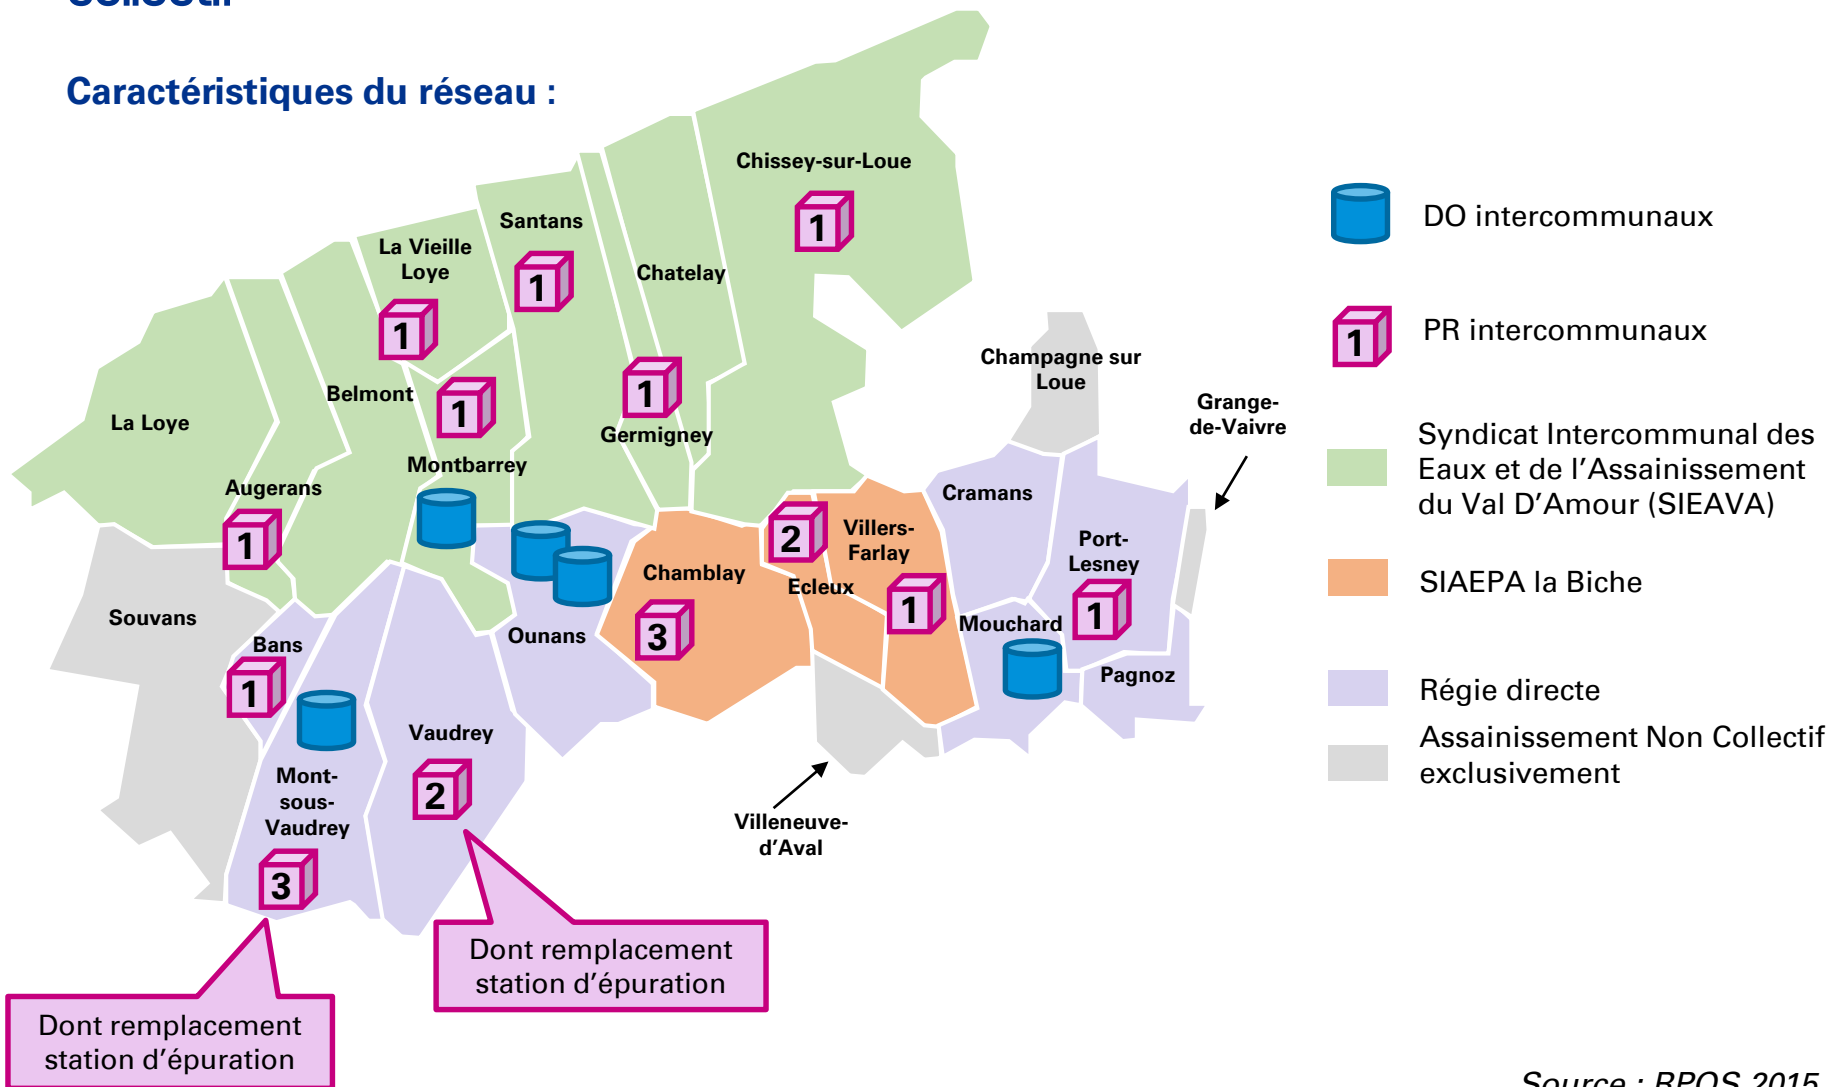 Caractéristiques du réseau :
Chissey-sur-Loue
1
Santans
1
La Vieille
Loye
1
Chatelay
Belmont
1
1
Germigney
La Loye
Montbarrey
Augerans
1
Champagne sur
Loue
Grange-
de-Vaivre
Cramans
2
Villers-
Farlay
Port-
Lesney
1
Chamblay
3
Ecleux
1
Mouchard
Pagnoz
Souvans
Bans
1
Ounans
Vaudrey
2
Mont-
sous-
Vaudrey
3
Villeneuve-
d'Aval
Dont remplacement
station d'épuration
Dont remplacement
station d'épuration
DO intercommunaux
1
PR intercommunaux
Syndicat Intercommunal des
Eaux et de l'Assainissement
du Val D'Amour (SIEAVA)
SIAEPA la Biche
Régie directe
Assainissement Non Collectif
exclusivement
Source : RPQS 2015